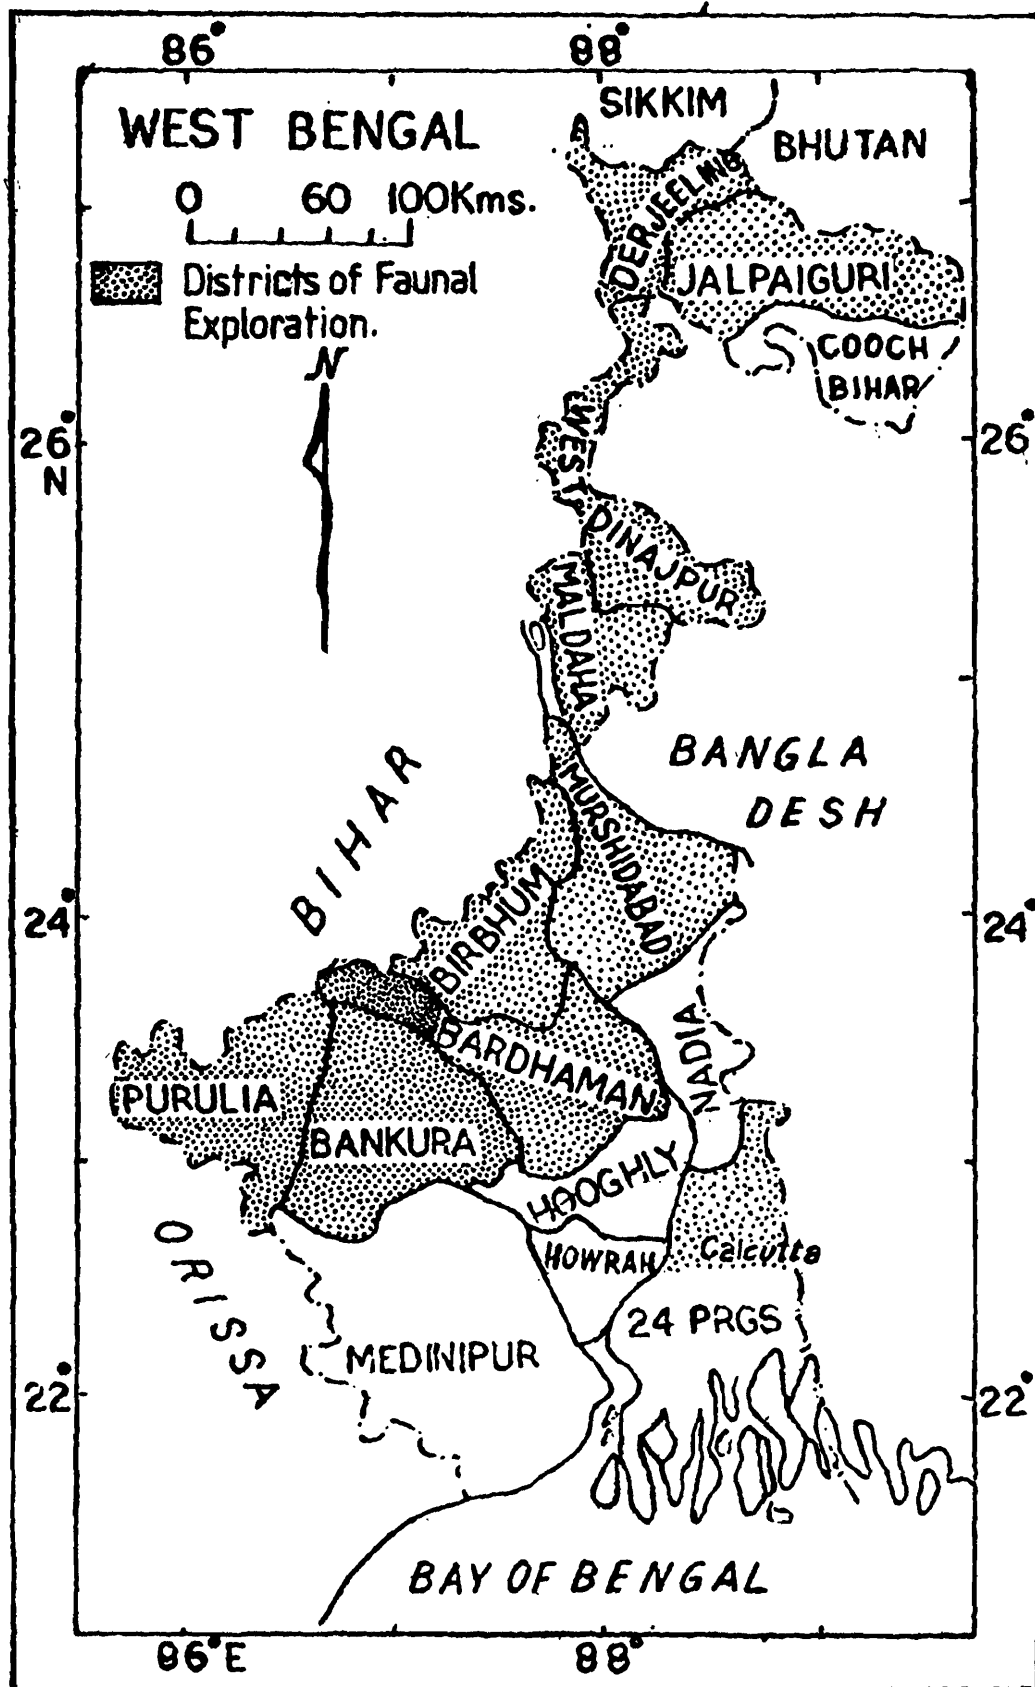 86° 88°
SIKKIM
WEST BENGAL
BHUTAN
0 60 100Kms.
DERJEELING
JALPAIGURI
Districts of Faunal
Exploration.
N
COOCH
BIHAR
26°
N
26°
WEST
DINAJPUR
MALDAHA
BANGLA
DESH
BIHAR
MURSHIDABAD
24°
24°
BIRBHUM
NADIA
BARDHAMAN
PURULIA
BANKURA
HOOGHLY
ORISSA
Calcutta
HOWRAH
24 PRGS
MEDINIPUR
22°
22°
BAY OF BENGAL
86°E 88°